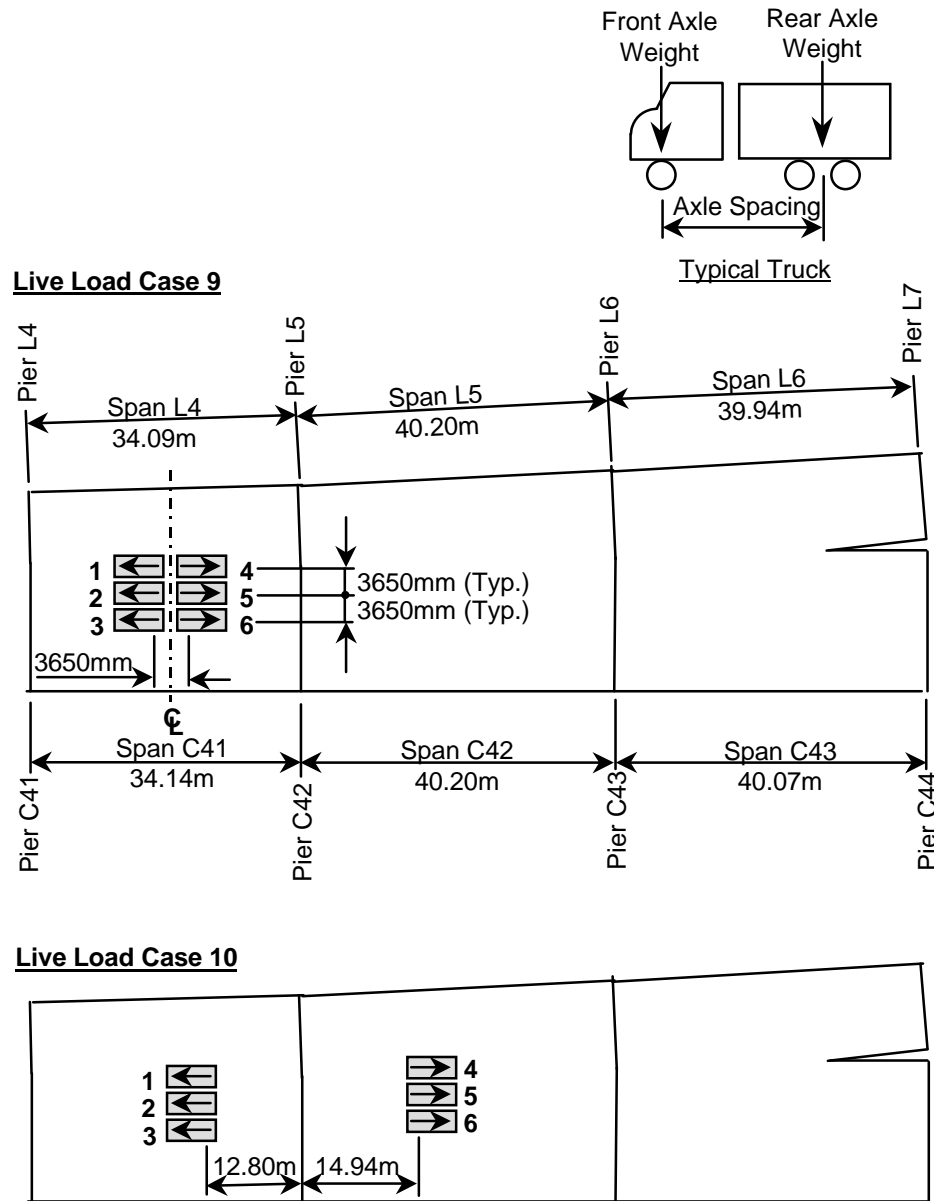 Front Axle
Weight
Rear Axle
Weight
Axle Spacing
Typical Truck
Live Load Case 9
Pier L4
Pier L5
Pier L6
Pier L7
Span L4
34.09m
Span L5
40.20m
Span L6
39.94m
1
2
3
4
5
6
3650mm (Typ.)
3650mm (Typ.)
3650mm
CL
Span C41
34.14m
Span C42
40.20m
Span C43
40.07m
Pier C41
Pier C42
Pier C43
Pier C44
Live Load Case 10
1
2
3
4
5
6
12.80m
14.94m